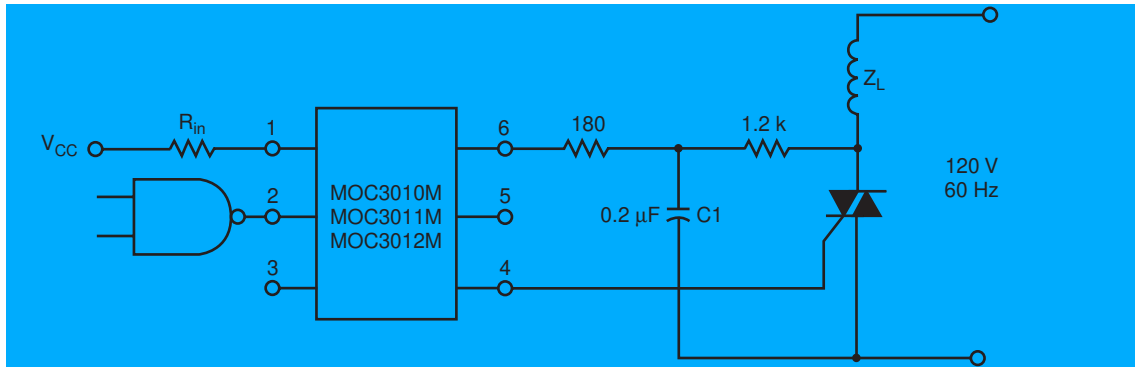 Z_L
V_CC
R_in
1
6
180
1.2 k
120 V
60 Hz
2
MOC3010M
MOC3011M
MOC3012M
5
0.2 µF
C1
3
4